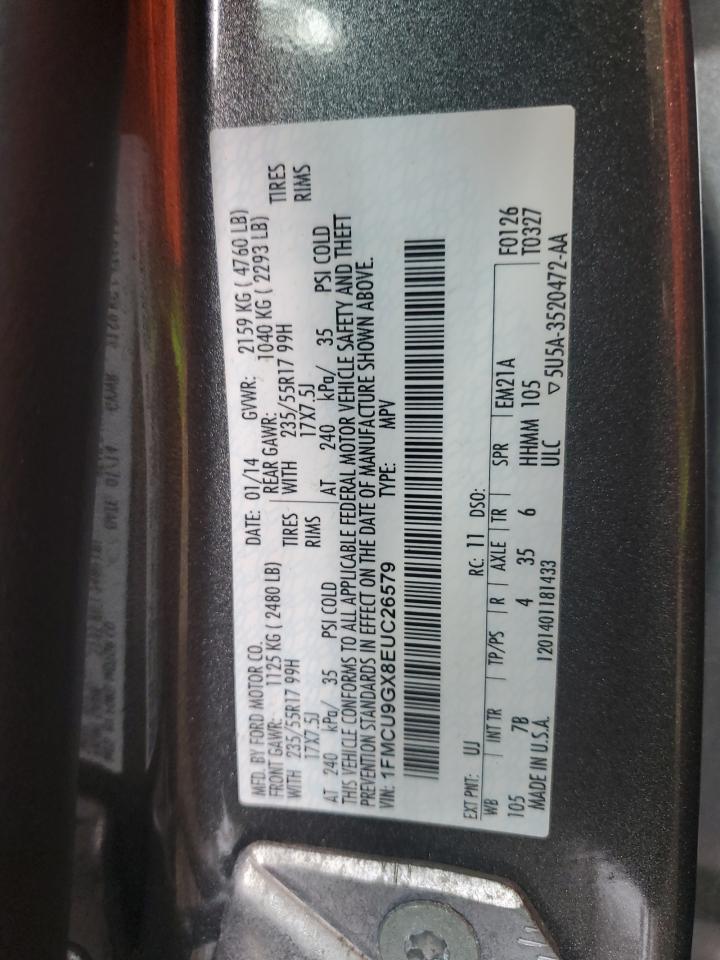 MFD. BY FORD MOTOR CO.
DATE: 01/14 GVWR: 2159 KG ( 4760 LB)
FRONT GAWR: 1125 KG ( 2480 LB) REAR GAWR: 1040 KG ( 2293 LB)
WITH 235/55R17 99H TIRES WITH 235/55R17 99H TIRES
17X7.5J RIMS 17X7.5J RIMS
AT 240 kPa/ 35 PSI COLD AT 240 kPa/ 35 PSI COLD
THIS VEHICLE CONFORMS TO ALL APPLICABLE FEDERAL MOTOR VEHICLE SAFETY AND THEFT
PREVENTION STANDARDS IN EFFECT ON THE DATE OF MANUFACTURE SHOWN ABOVE.
VIN: 1FMCU9GX8EUC26579 TYPE: MPV
EXT PNT: UJ RC: 11 DSO:
WB INT TR TP/PS R AXLE TR SPR EM21A F0126
105 7B 4 35 6 HHMM 105 T0327
MADE IN U.S.A. 1201401181433 ULC ▽5U5A-3520472-AA